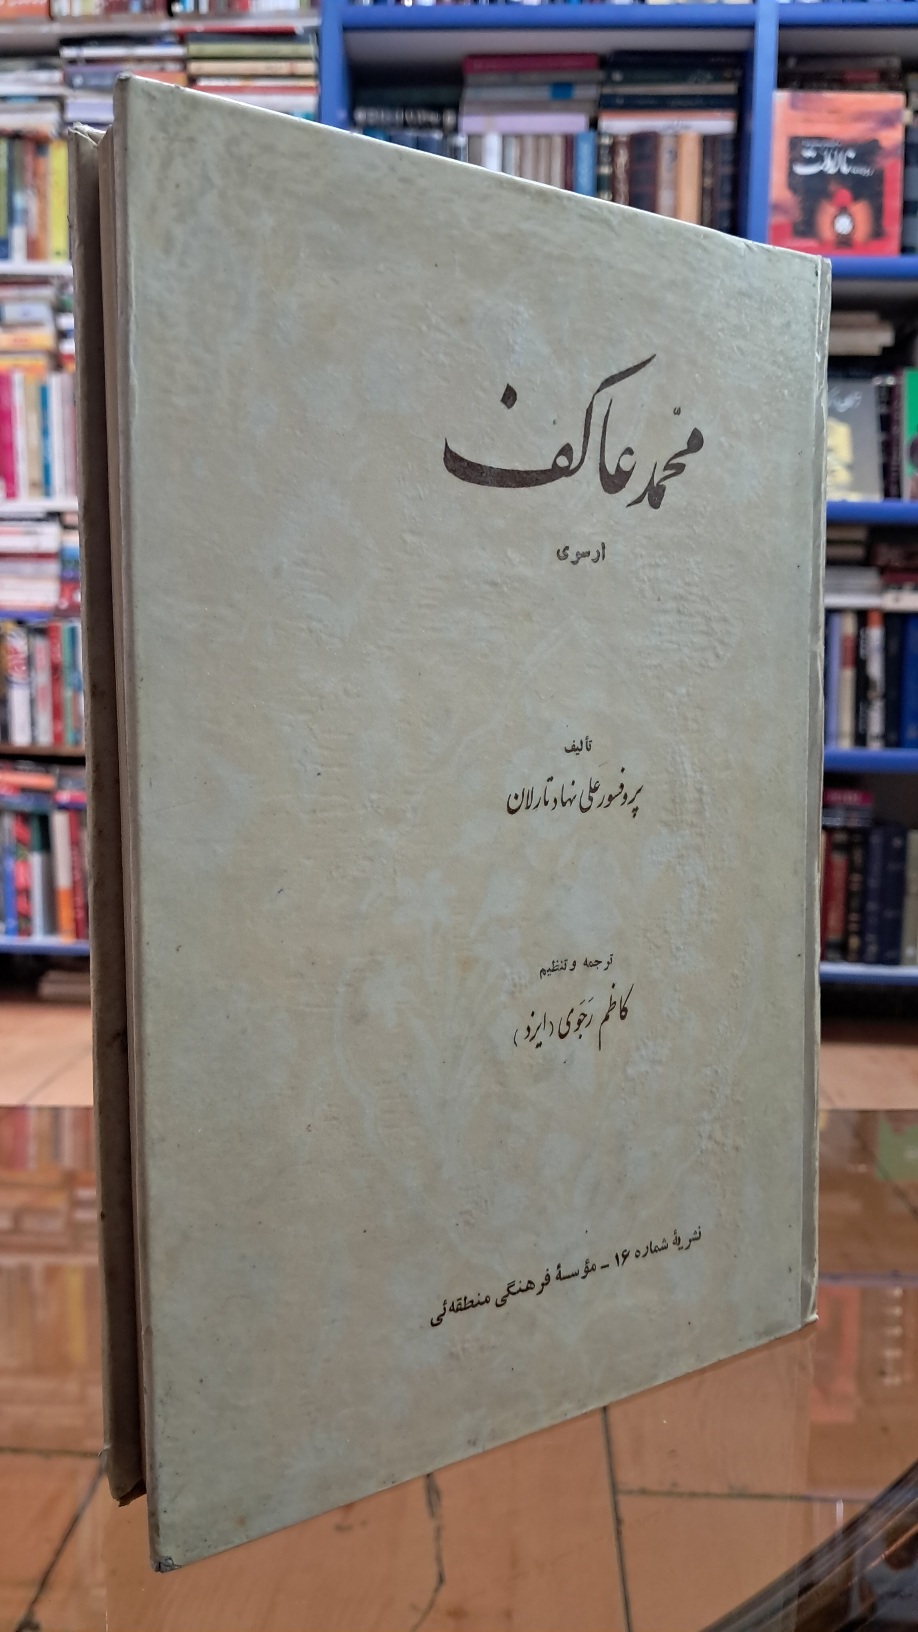 محمد عاکف
ارسوی
تألیف
پروفسور علی نهاد تارلان
ترجمه و تنظیم
کاظم رَجَوی (ایزد)
نشریهٔ شماره ۱۶ - مؤسسهٔ فرهنگی منطقه‌ئی